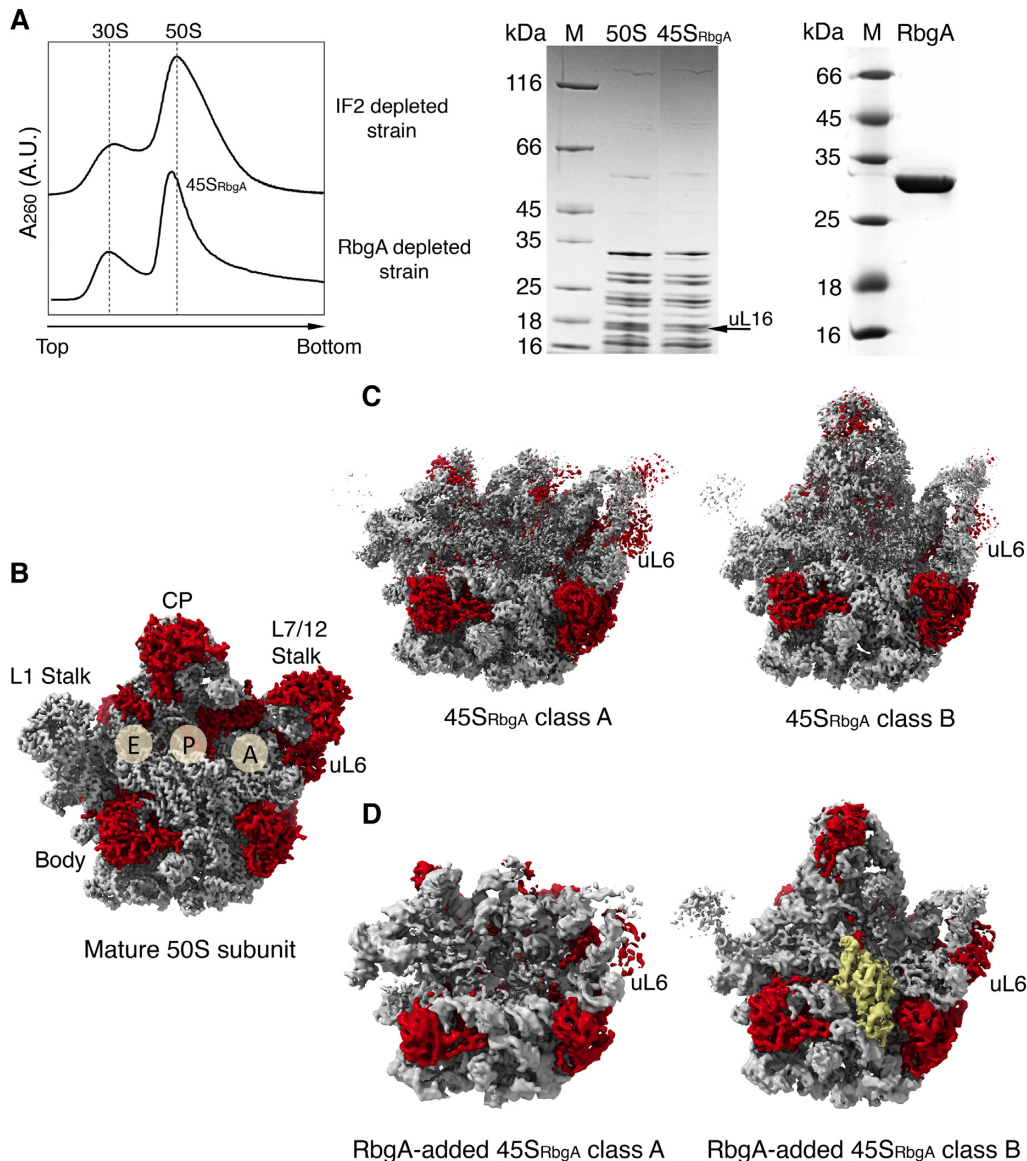 A
30S 50S
A260 (A.U.)
IF2 depleted
strain
45SRbgA
RbgA depleted
strain
Top
Bottom
kDa M 50S 45SRbgA
116
66
45
35
25
18
16
uL16
kDa M RbgA
66
45
35
25
18
16
B
CP
L1 Stalk
L7/12
Stalk
E P A
uL6
Body
Mature 50S subunit
C
uL6
45SRbgA class A
uL6
45SRbgA class B
D
uL6
RbgA-added 45SRbgA class A
uL6
RbgA-added 45SRbgA class B